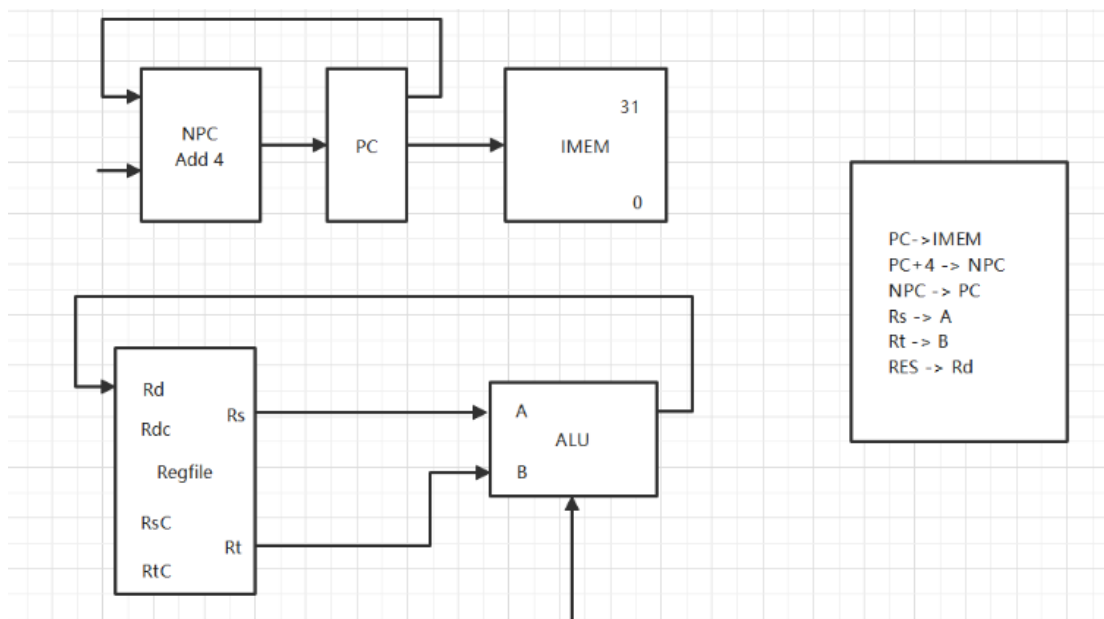 NPC
Add 4
PC
31
IMEM
0
PC->IMEM
PC+4 -> NPC
NPC -> PC
Rs -> A
Rt -> B
RES -> Rd
Rd
Rdc
Rs
Regfile
RsC
Rt
RtC
A
ALU
B